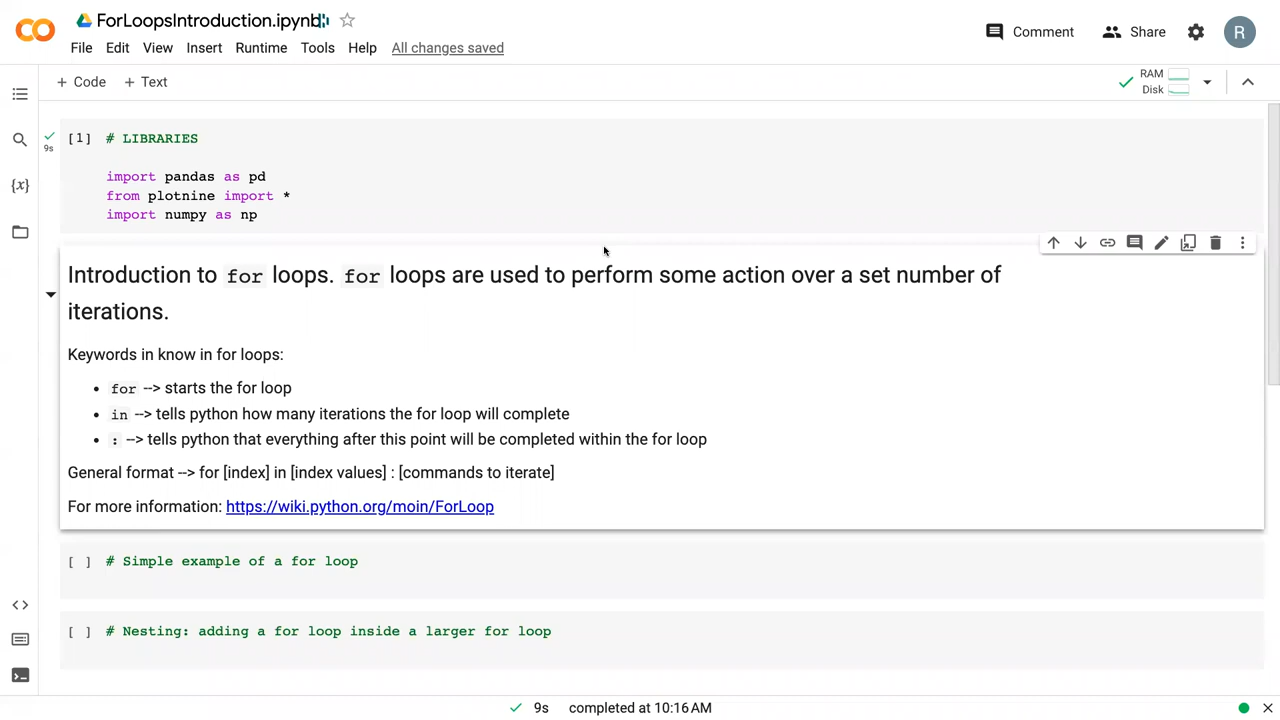 ForLoopsIntroduction.ipynb
Comment
Share
R
File Edit View Insert Runtime Tools Help All changes saved
+ Code + Text
RAM
Disk
[1] # LIBRARIES
9s
import pandas as pd
from plotnine import *
import numpy as np
Introduction to for loops. for loops are used to perform some action over a set number of
iterations.
Keywords in know in for loops:
• for --> starts the for loop
• in --> tells python how many iterations the for loop will complete
• : --> tells python that everything after this point will be completed within the for loop
General format --> for [index] in [index values] : [commands to iterate]
For more information: https://wiki.python.org/moin/ForLoop
[ ] # Simple example of a for loop
[ ] # Nesting: adding a for loop inside a larger for loop
9s completed at 10:16 AM